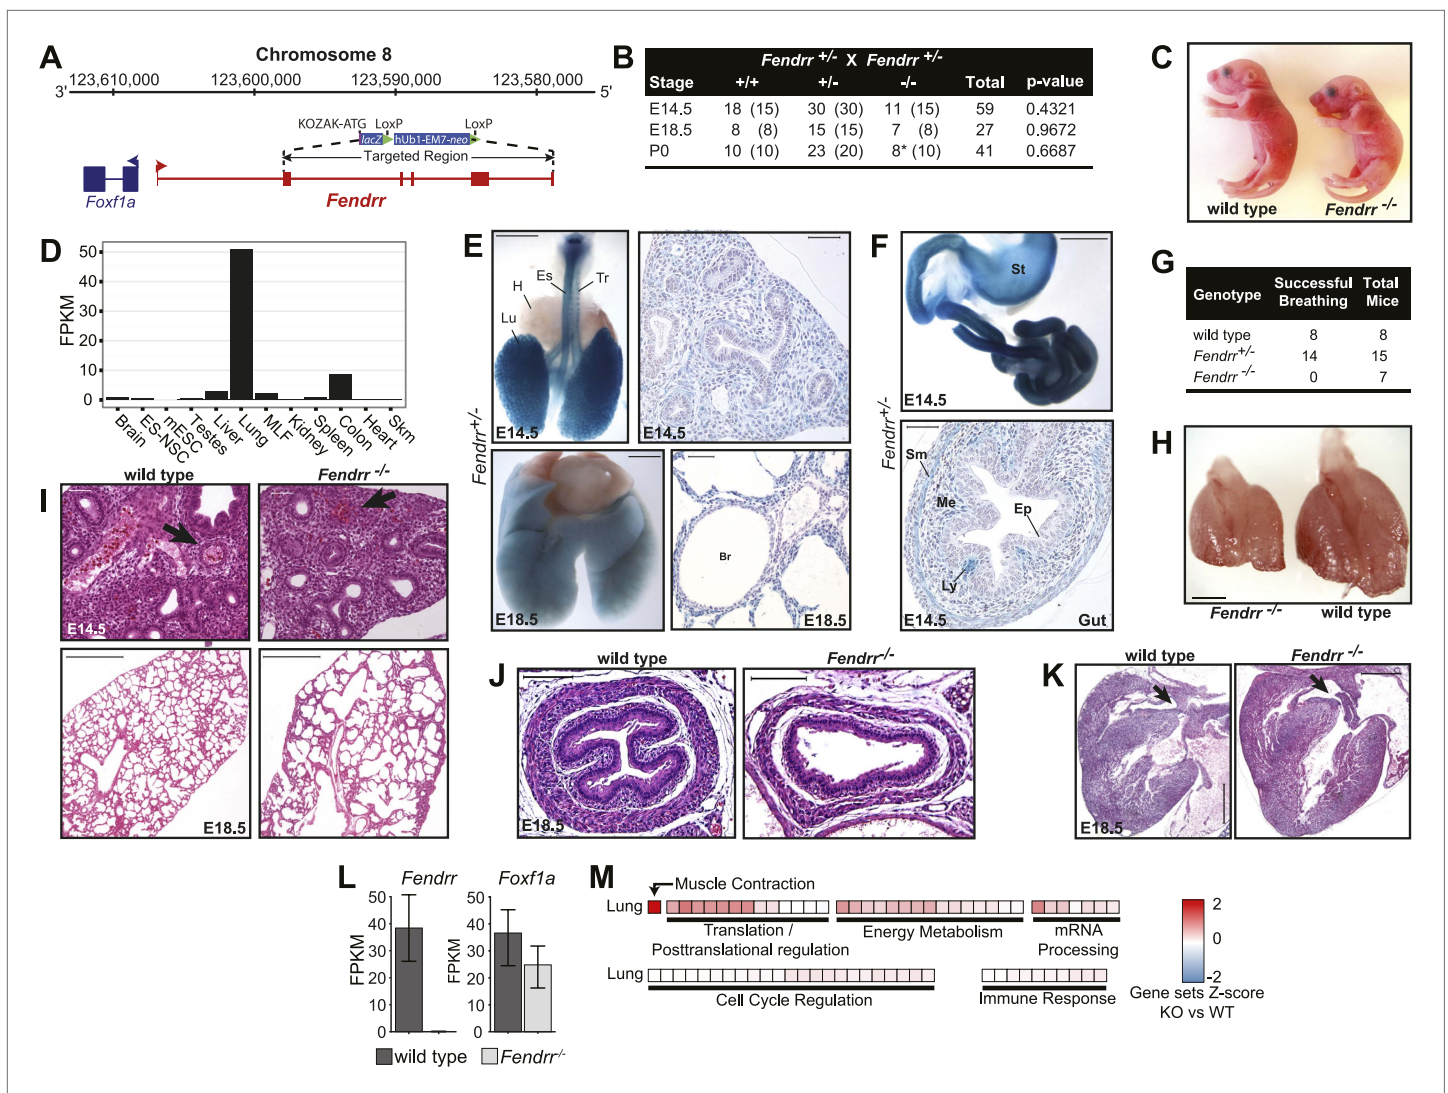 A
Chromosome 8
123,610,000 123,600,000 123,590,000 123,580,000
3' 5'
KOZAK-ATG LoxP LoxP
lacZ hUb1-EM7-neo
Targeted Region
Foxf1a
Fendrr
B
Fendrr +/- X Fendrr +/-
Stage +/+ +/- -/- Total p-value
E14.5 18 (15) 30 (30) 11 (15) 59 0.4321
E18.5 8 (8) 15 (15) 7 (8) 27 0.9672
P0 10 (10) 23 (20) 8* (10) 41 0.6687
C
wild type Fendrr -/-
D
FPKM
50
40
30
20
10
0
Brain ES-NSC mESC Testes Liver Lung MLF Kidney Spleen Colon Heart Skm
E
Fendrr+/-
H Es Tr
Lu
E14.5
E14.5
E18.5
Br
E18.5
F
Fendrr+/-
St
E14.5
Sm
Me
Ep
Ly
E14.5 Gut
G
Genotype Successful Breathing Total Mice
wild type 8 8
Fendrr+/- 14 15
Fendrr -/- 0 7
H
Fendrr -/- wild type
I
wild type Fendrr -/-
E14.5
E18.5
J
wild type Fendrr-/-
E18.5
K
wild type Fendrr -/-
E18.5
L
Fendrr Foxf1a
FPKM
50
40
30
20
10
0
FPKM
50
40
30
20
10
0
wild type Fendrr-/-
M
Muscle Contraction
Lung
Translation / Posttranslational regulation
Energy Metabolism
mRNA Processing
Lung
Cell Cycle Regulation
Immune Response
2
0
-2
Gene sets Z-score
KO vs WT